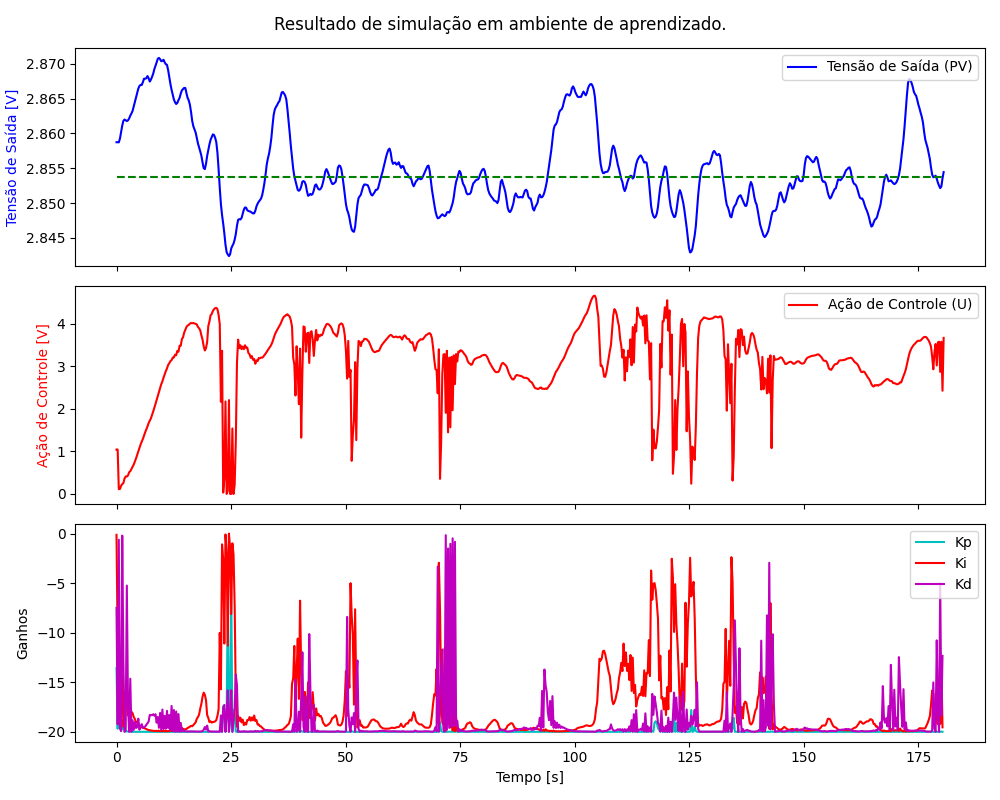 Resultado de simulação em ambiente de aprendizado.
Tensão de Saída [V]
2.870
2.865
2.860
2.855
2.850
2.845
Tensão de Saída (PV)
Ação de Controle [V]
4
3
2
1
0
Ação de Controle (U)
Ganhos
0
−5
−10
−15
−20
Kp
Ki
Kd
0
25
50
75
100
125
150
175
Tempo [s]